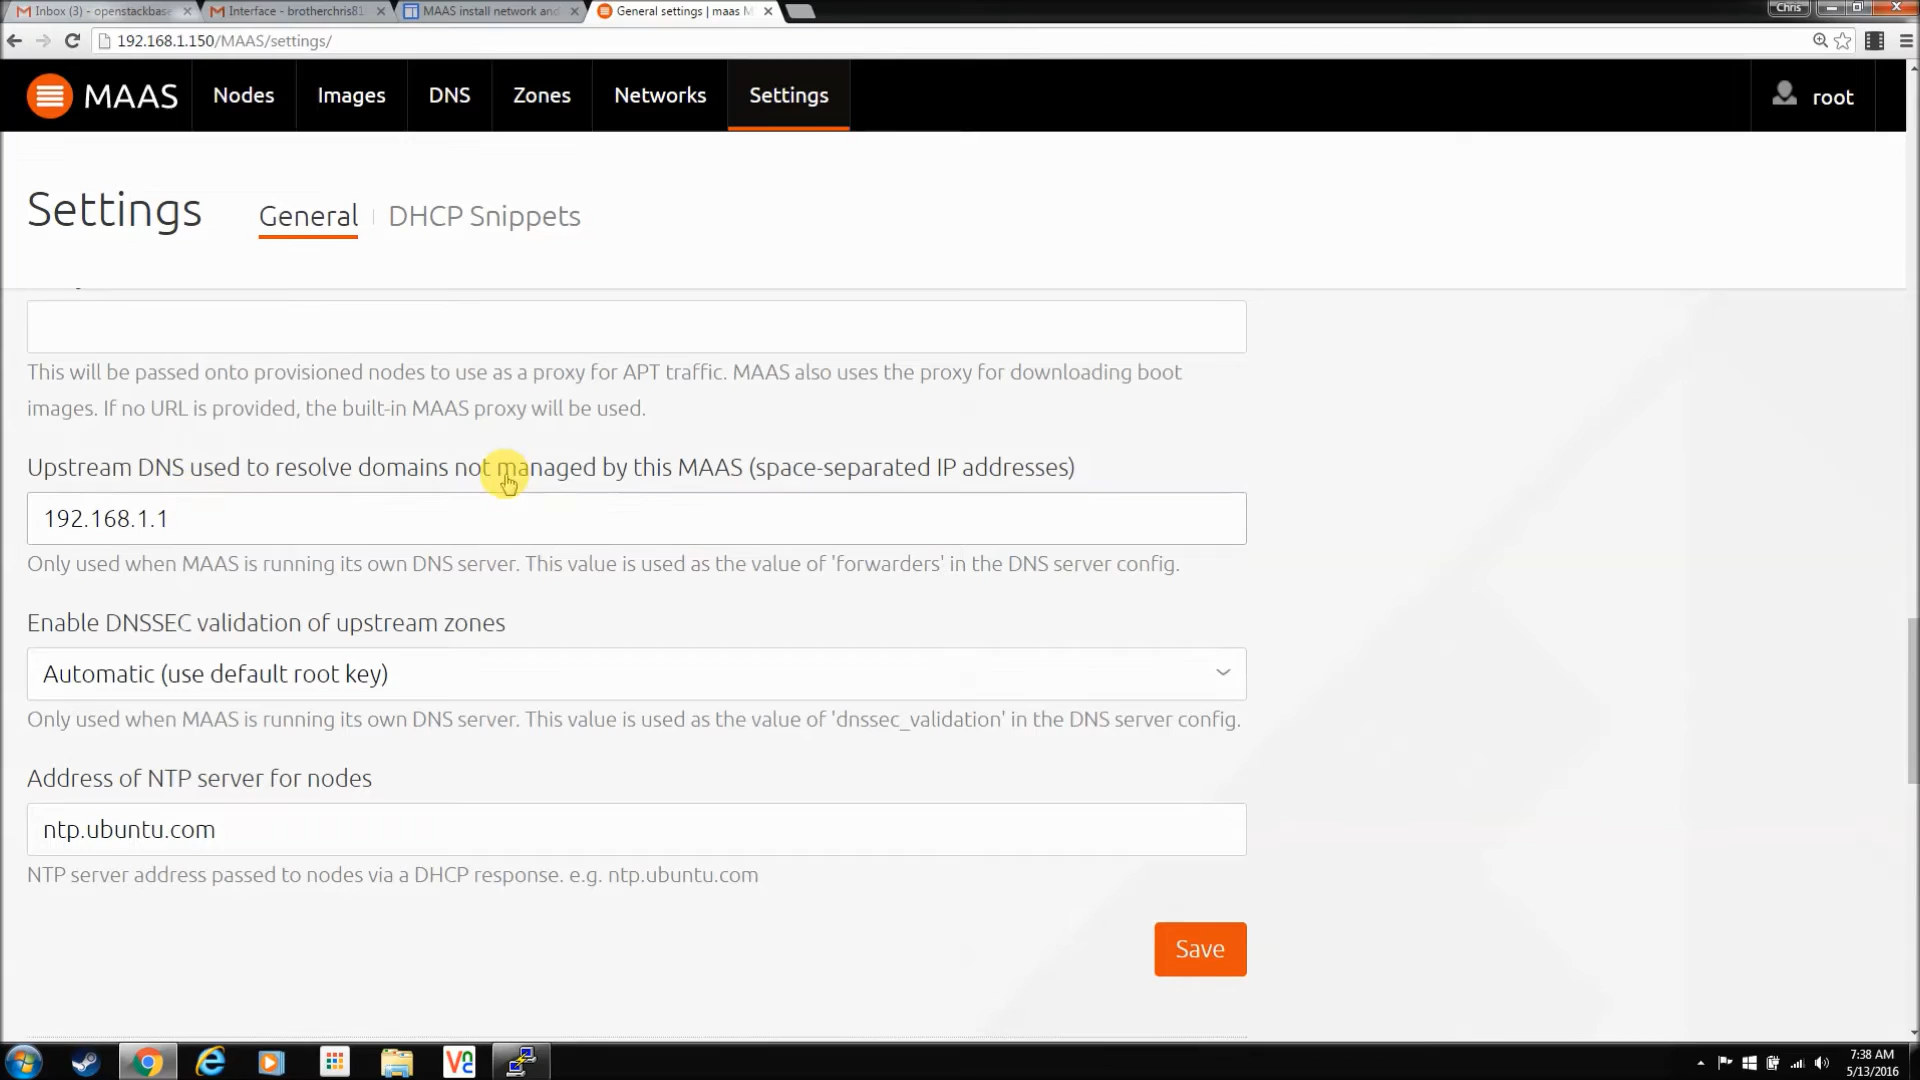 Inbox (3) - openstackbase
Interface - brotherchris81
MAAS install network and
General settings | maas M
Chris
192.168.1.150/MAAS/settings/
MAAS
Nodes
Images
DNS
Zones
Networks
Settings
root
Settings
General
DHCP Snippets
This will be passed onto provisioned nodes to use as a proxy for APT traffic. MAAS also uses the proxy for downloading boot
images. If no URL is provided, the built-in MAAS proxy will be used.
Upstream DNS used to resolve domains not managed by this MAAS (space-separated IP addresses)
192.168.1.1
Only used when MAAS is running its own DNS server. This value is used as the value of 'forwarders' in the DNS server config.
Enable DNSSEC validation of upstream zones
Automatic (use default root key)
Only used when MAAS is running its own DNS server. This value is used as the value of 'dnssec_validation' in the DNS server config.
Address of NTP server for nodes
ntp.ubuntu.com
NTP server address passed to nodes via a DHCP response. e.g. ntp.ubuntu.com
Save
7:38 AM
5/13/2016